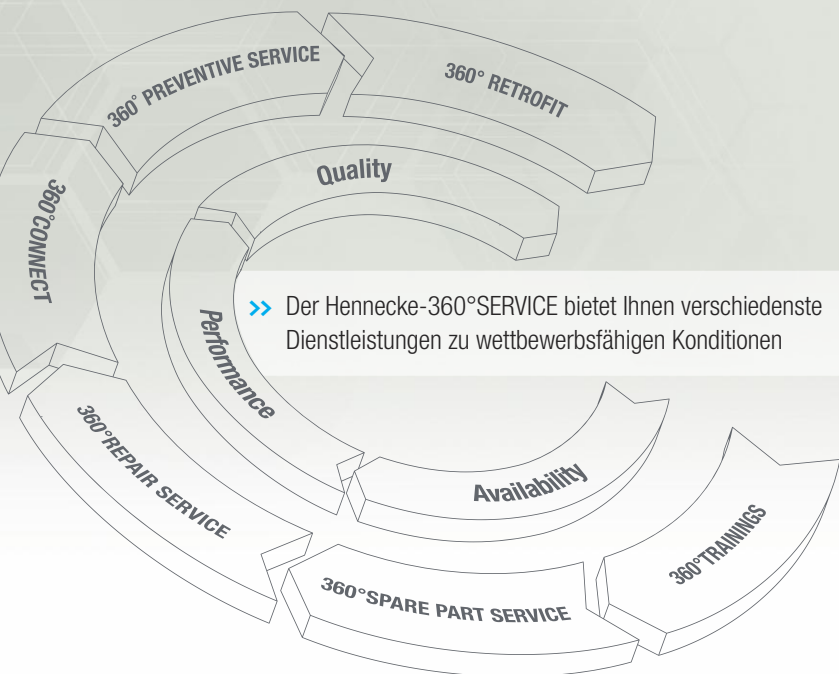 360° PREVENTIVE SERVICE
360° RETROFIT
Quality
360°CONNECT
Performance
>> Der Hennecke-360°SERVICE bietet Ihnen verschiedenste
Dienstleistungen zu wettbewerbsfähigen Konditionen
360°REPAIR SERVICE
Availability
360°TRAININGS
360°SPARE PART SERVICE